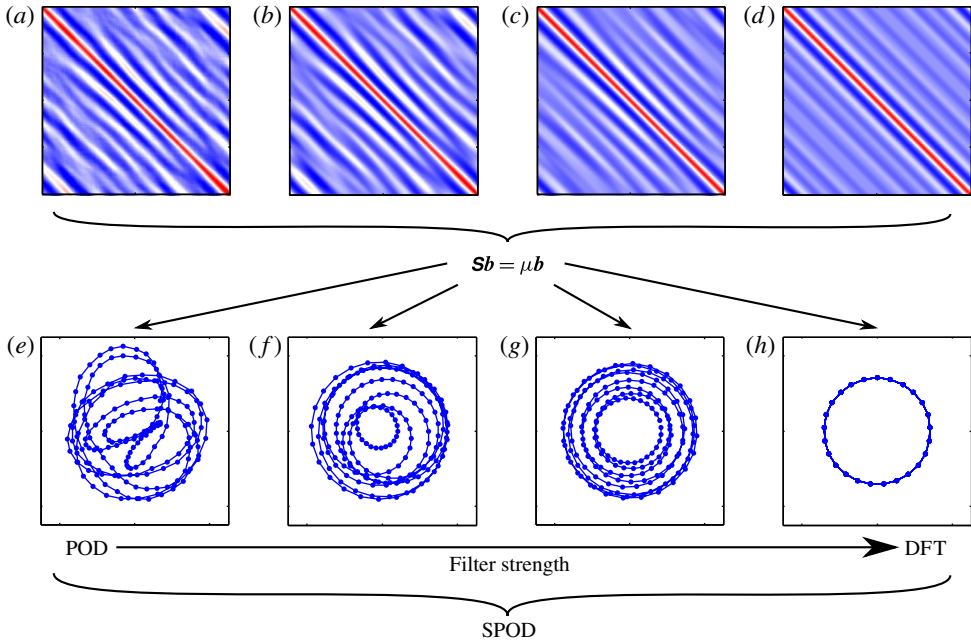 (a) (b) (c) (d)
Sb = μb
(e) (f) (g) (h)
POD DFT
Filter strength
SPOD